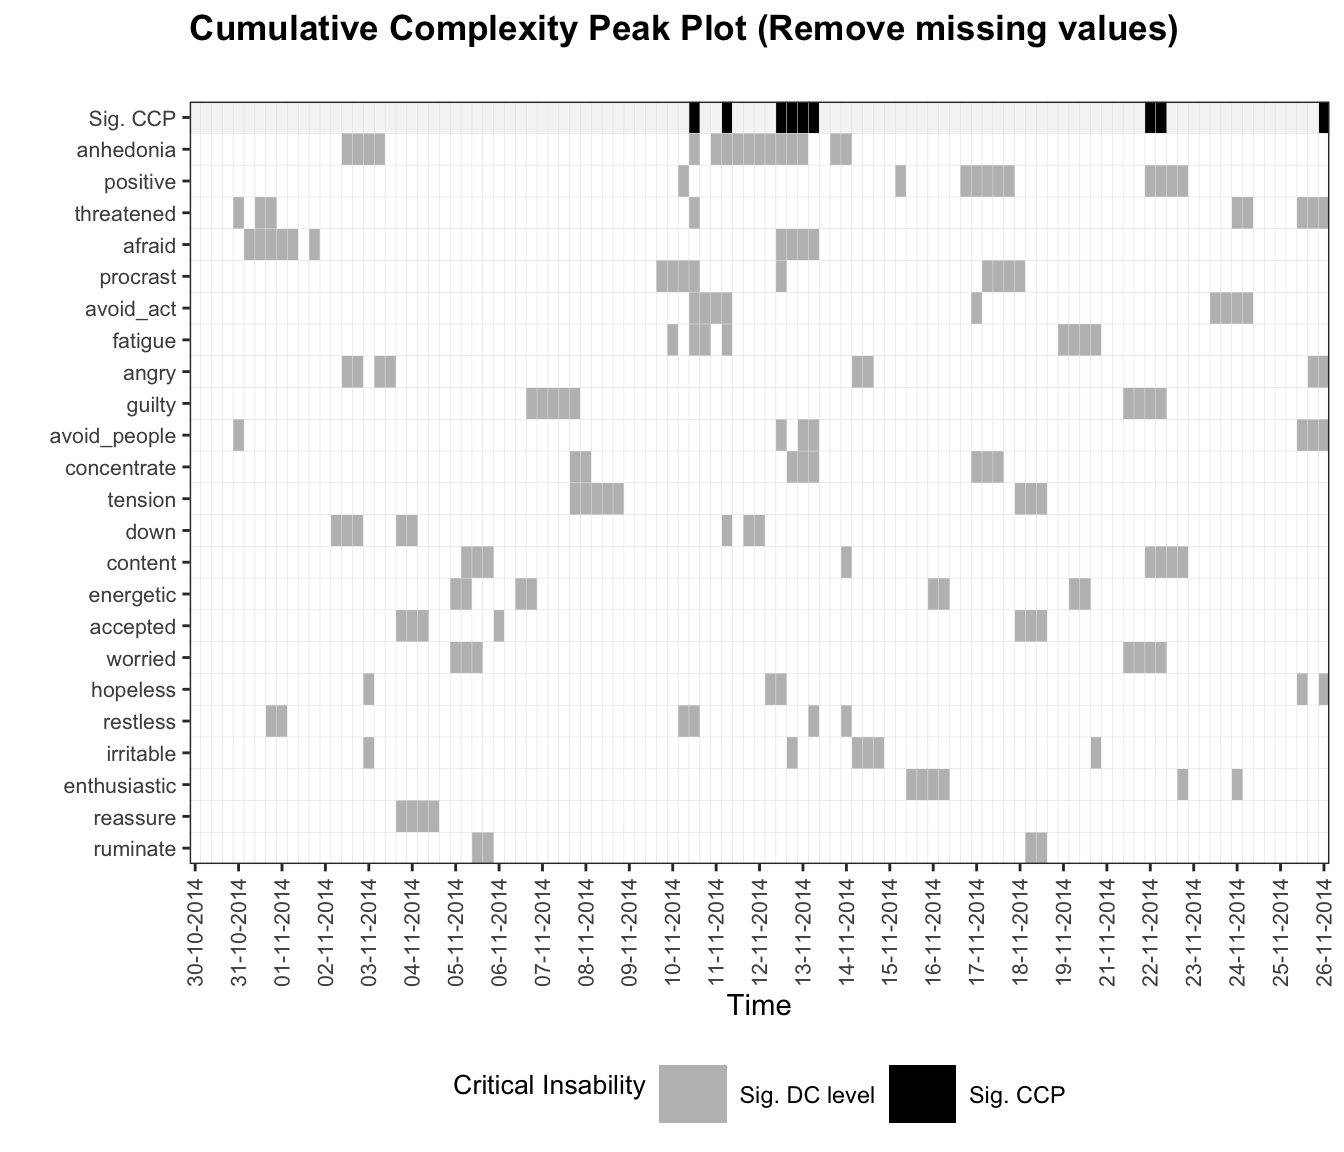 Cumulative Complexity Peak Plot (Remove missing values)
Sig. CCP
anhedonia
positive
threatened
afraid
procrast
avoid_act
fatigue
angry
guilty
avoid_people
concentrate
tension
down
content
energetic
accepted
worried
hopeless
restless
irritable
enthusiastic
reassure
ruminate
30-10-2014
31-10-2014
01-11-2014
02-11-2014
03-11-2014
04-11-2014
05-11-2014
06-11-2014
07-11-2014
08-11-2014
09-11-2014
10-11-2014
11-11-2014
12-11-2014
13-11-2014
14-11-2014
15-11-2014
16-11-2014
17-11-2014
18-11-2014
19-11-2014
21-11-2014
22-11-2014
23-11-2014
24-11-2014
25-11-2014
26-11-2014
Time
Critical Insability Sig. DC level Sig. CCP